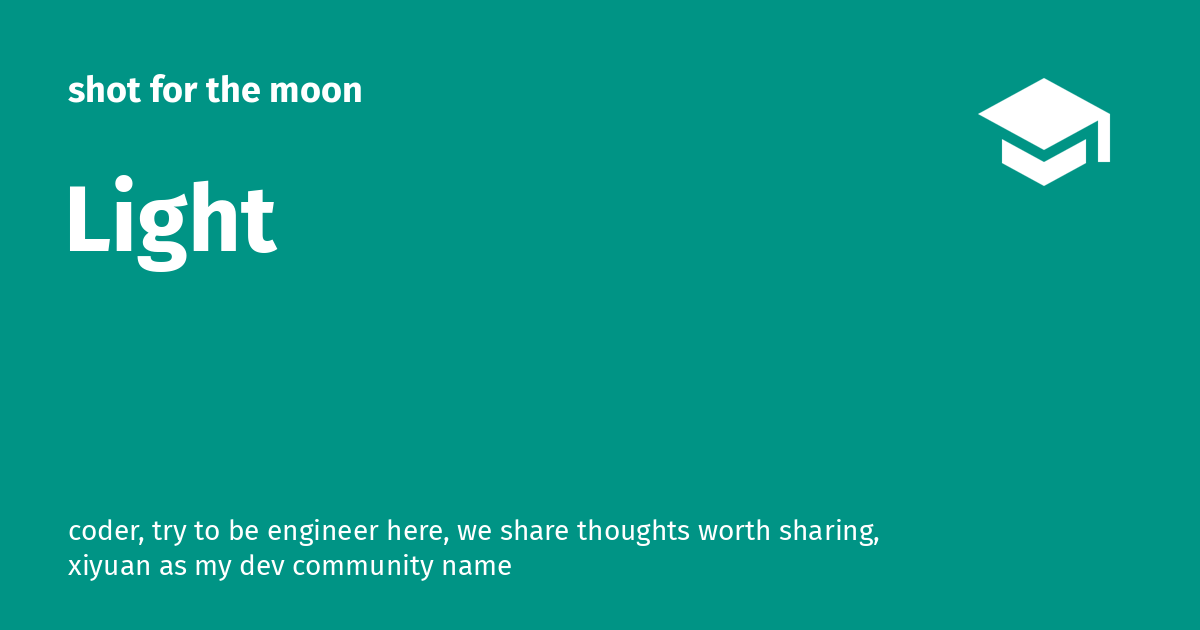 shot for the moon
Light
coder, try to be engineer here, we share thoughts worth sharing,
xiyuan as my dev community name